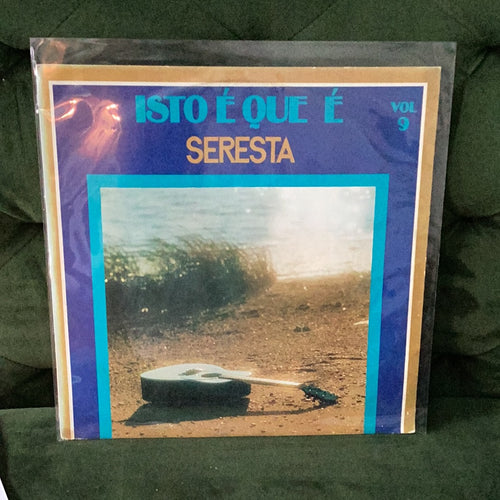 ISTO É QUE É
SERESTA
VOL
9